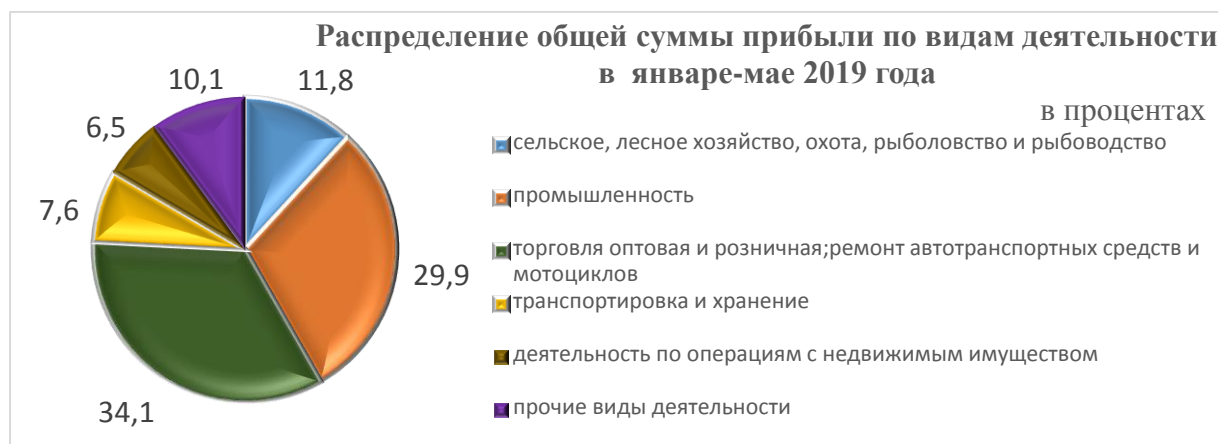 Распределение общей суммы прибыли по видам деятельности
в январе-мае 2019 года
в процентах
10,1
11,8
6,5
7,6
29,9
34,1
сельское, лесное хозяйство, охота, рыболовство и рыбоводство
промышленность
торговля оптовая и розничная;ремонт автотранспортных средств и
мотоциклов
транспортировка и хранение
деятельность по операциям с недвижимым имуществом
прочие виды деятельности